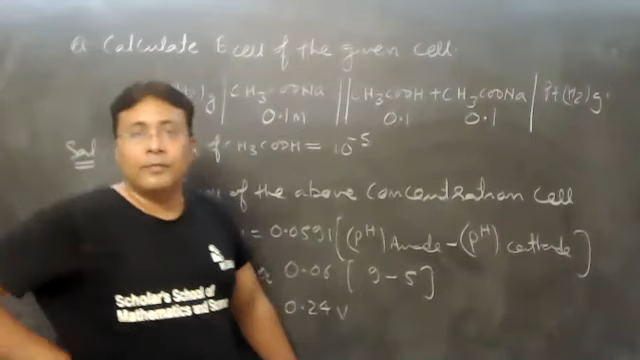 Q Calculate Ecell of the given cell.
H2)g | CH3COONa || CH3COOH + CH3COONa | Pt(H2)g.
0.1M 0.1 0.1
Sol of CH3COOH = 10^-5
of the above Concentration cell
= 0.0591 [(PH) Anode - (PH) cathode]
≈ 0.06 [9 - 5]
0.24 V
Scholar's School of
Mathematics and